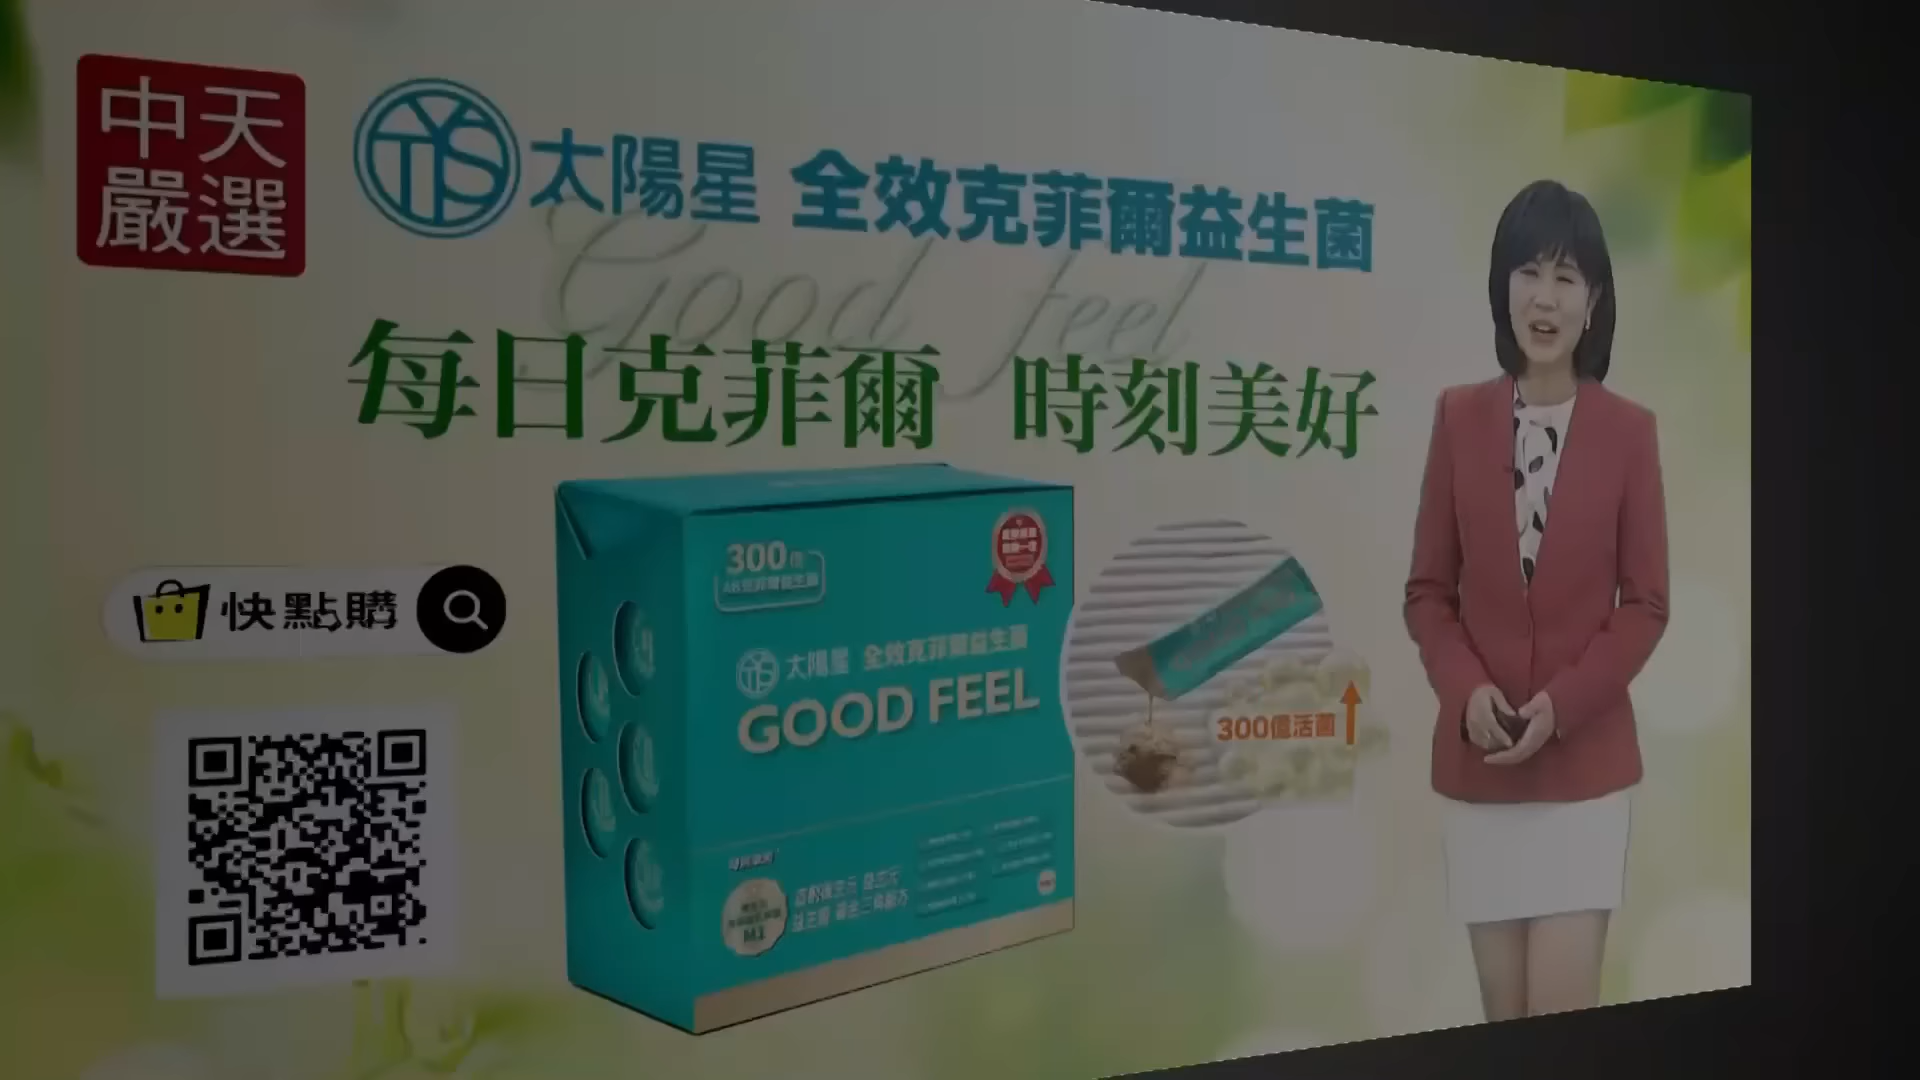 中天
嚴選
太陽星 全效克菲爾益生菌
Good feel
每日克菲爾 時刻美好
快點購
300億
太陽星 全效克菲爾益生菌
GOOD FEEL
300億活菌
M1